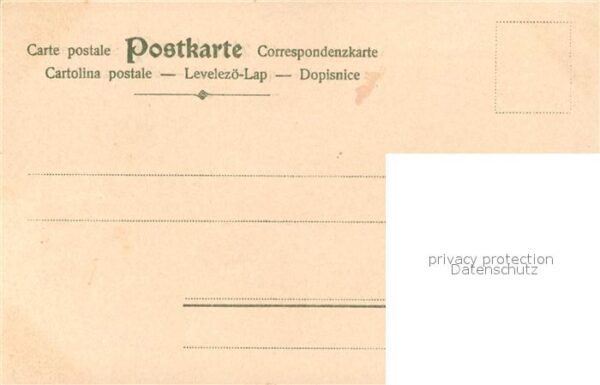 Carte postale Postkarte Correspondenzkarte
Cartolina postale — Levelező-Lap — Dopisnice
privacy protection
Datenschutz